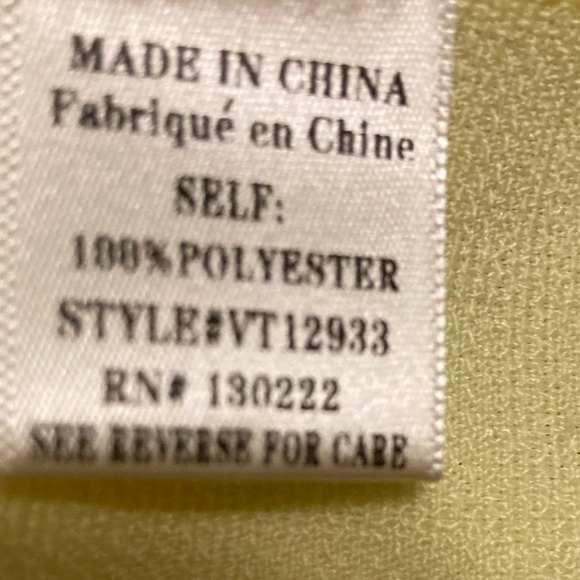 MADE IN CHINA
Fabriqué en Chine
SELF:
100%POLYESTER
STYLE#VT12933
RN# 130222
SEE REVERSE FOR CARE